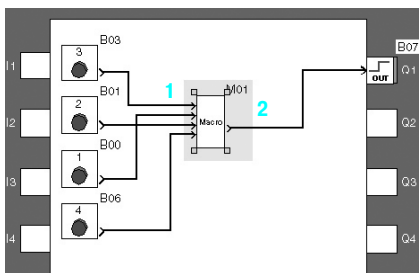 B03
3
I1
B07
Q1
OUT
1
M01
B01
2
Macro
2
I2
Q2
B00
1
I3
Q3
B06
4
I4
Q4